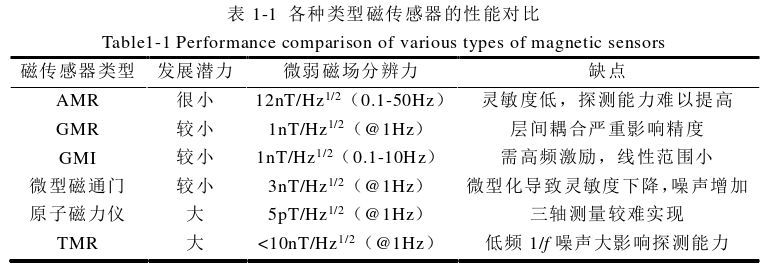 表 1-1 各种类型磁传感器的性能对比
Table1-1 Performance comparison of various types of magnetic sensors
磁传感器类型 发展潜力 微弱磁场分辨力 缺点
AMR 很小 12nT/Hz^1/2（0.1-50Hz） 灵敏度低，探测能力难以提高
GMR 较小 1nT/Hz^1/2（@1Hz） 层间耦合严重影响精度
GMI 较小 1nT/Hz^1/2（0.1-10Hz） 需高频激励，线性范围小
微型磁通门 较小 3nT/Hz^1/2（@1Hz） 微型化导致灵敏度下降，噪声增加
原子磁力仪 大 5pT/Hz^1/2（@1Hz） 三轴测量较难实现
TMR 大 <10nT/Hz^1/2（@1Hz） 低频 1/f 噪声大影响探测能力